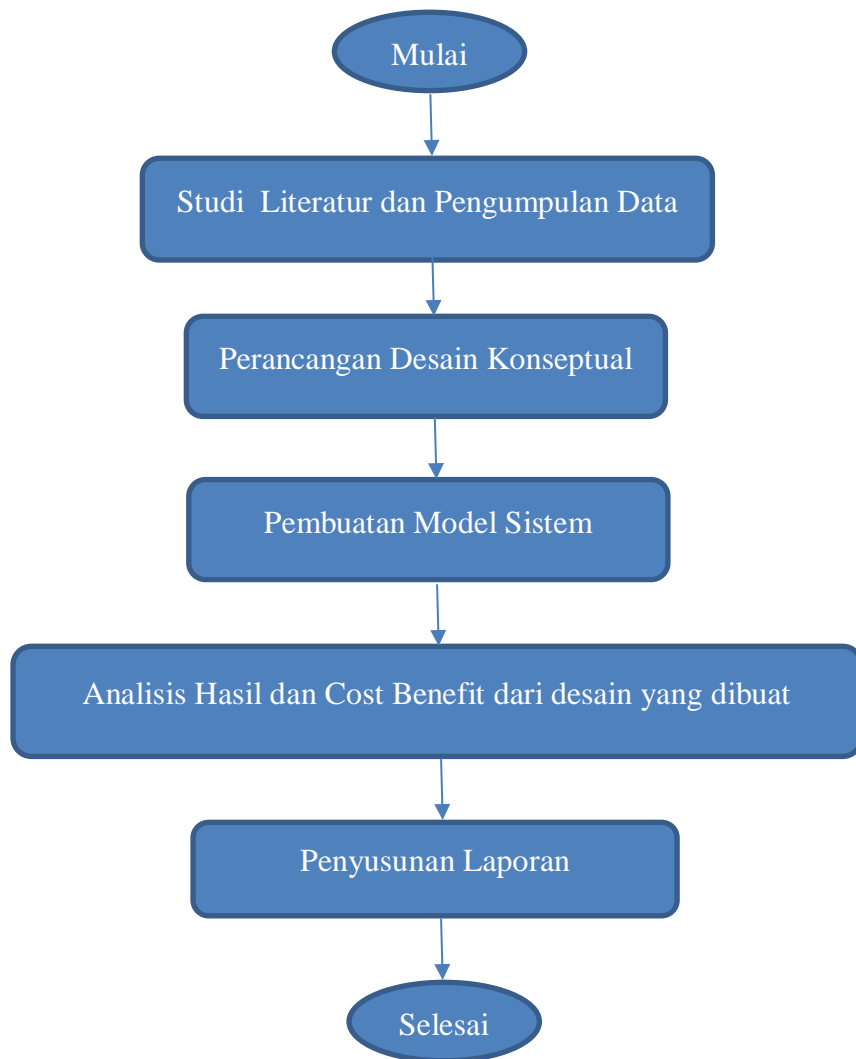 Mulai
Studi Literatur dan Pengumpulan Data
Perancangan Desain Konseptual
Pembuatan Model Sistem
Analisis Hasil dan Cost Benefit dari desain yang dibuat
Penyusunan Laporan
Selesai